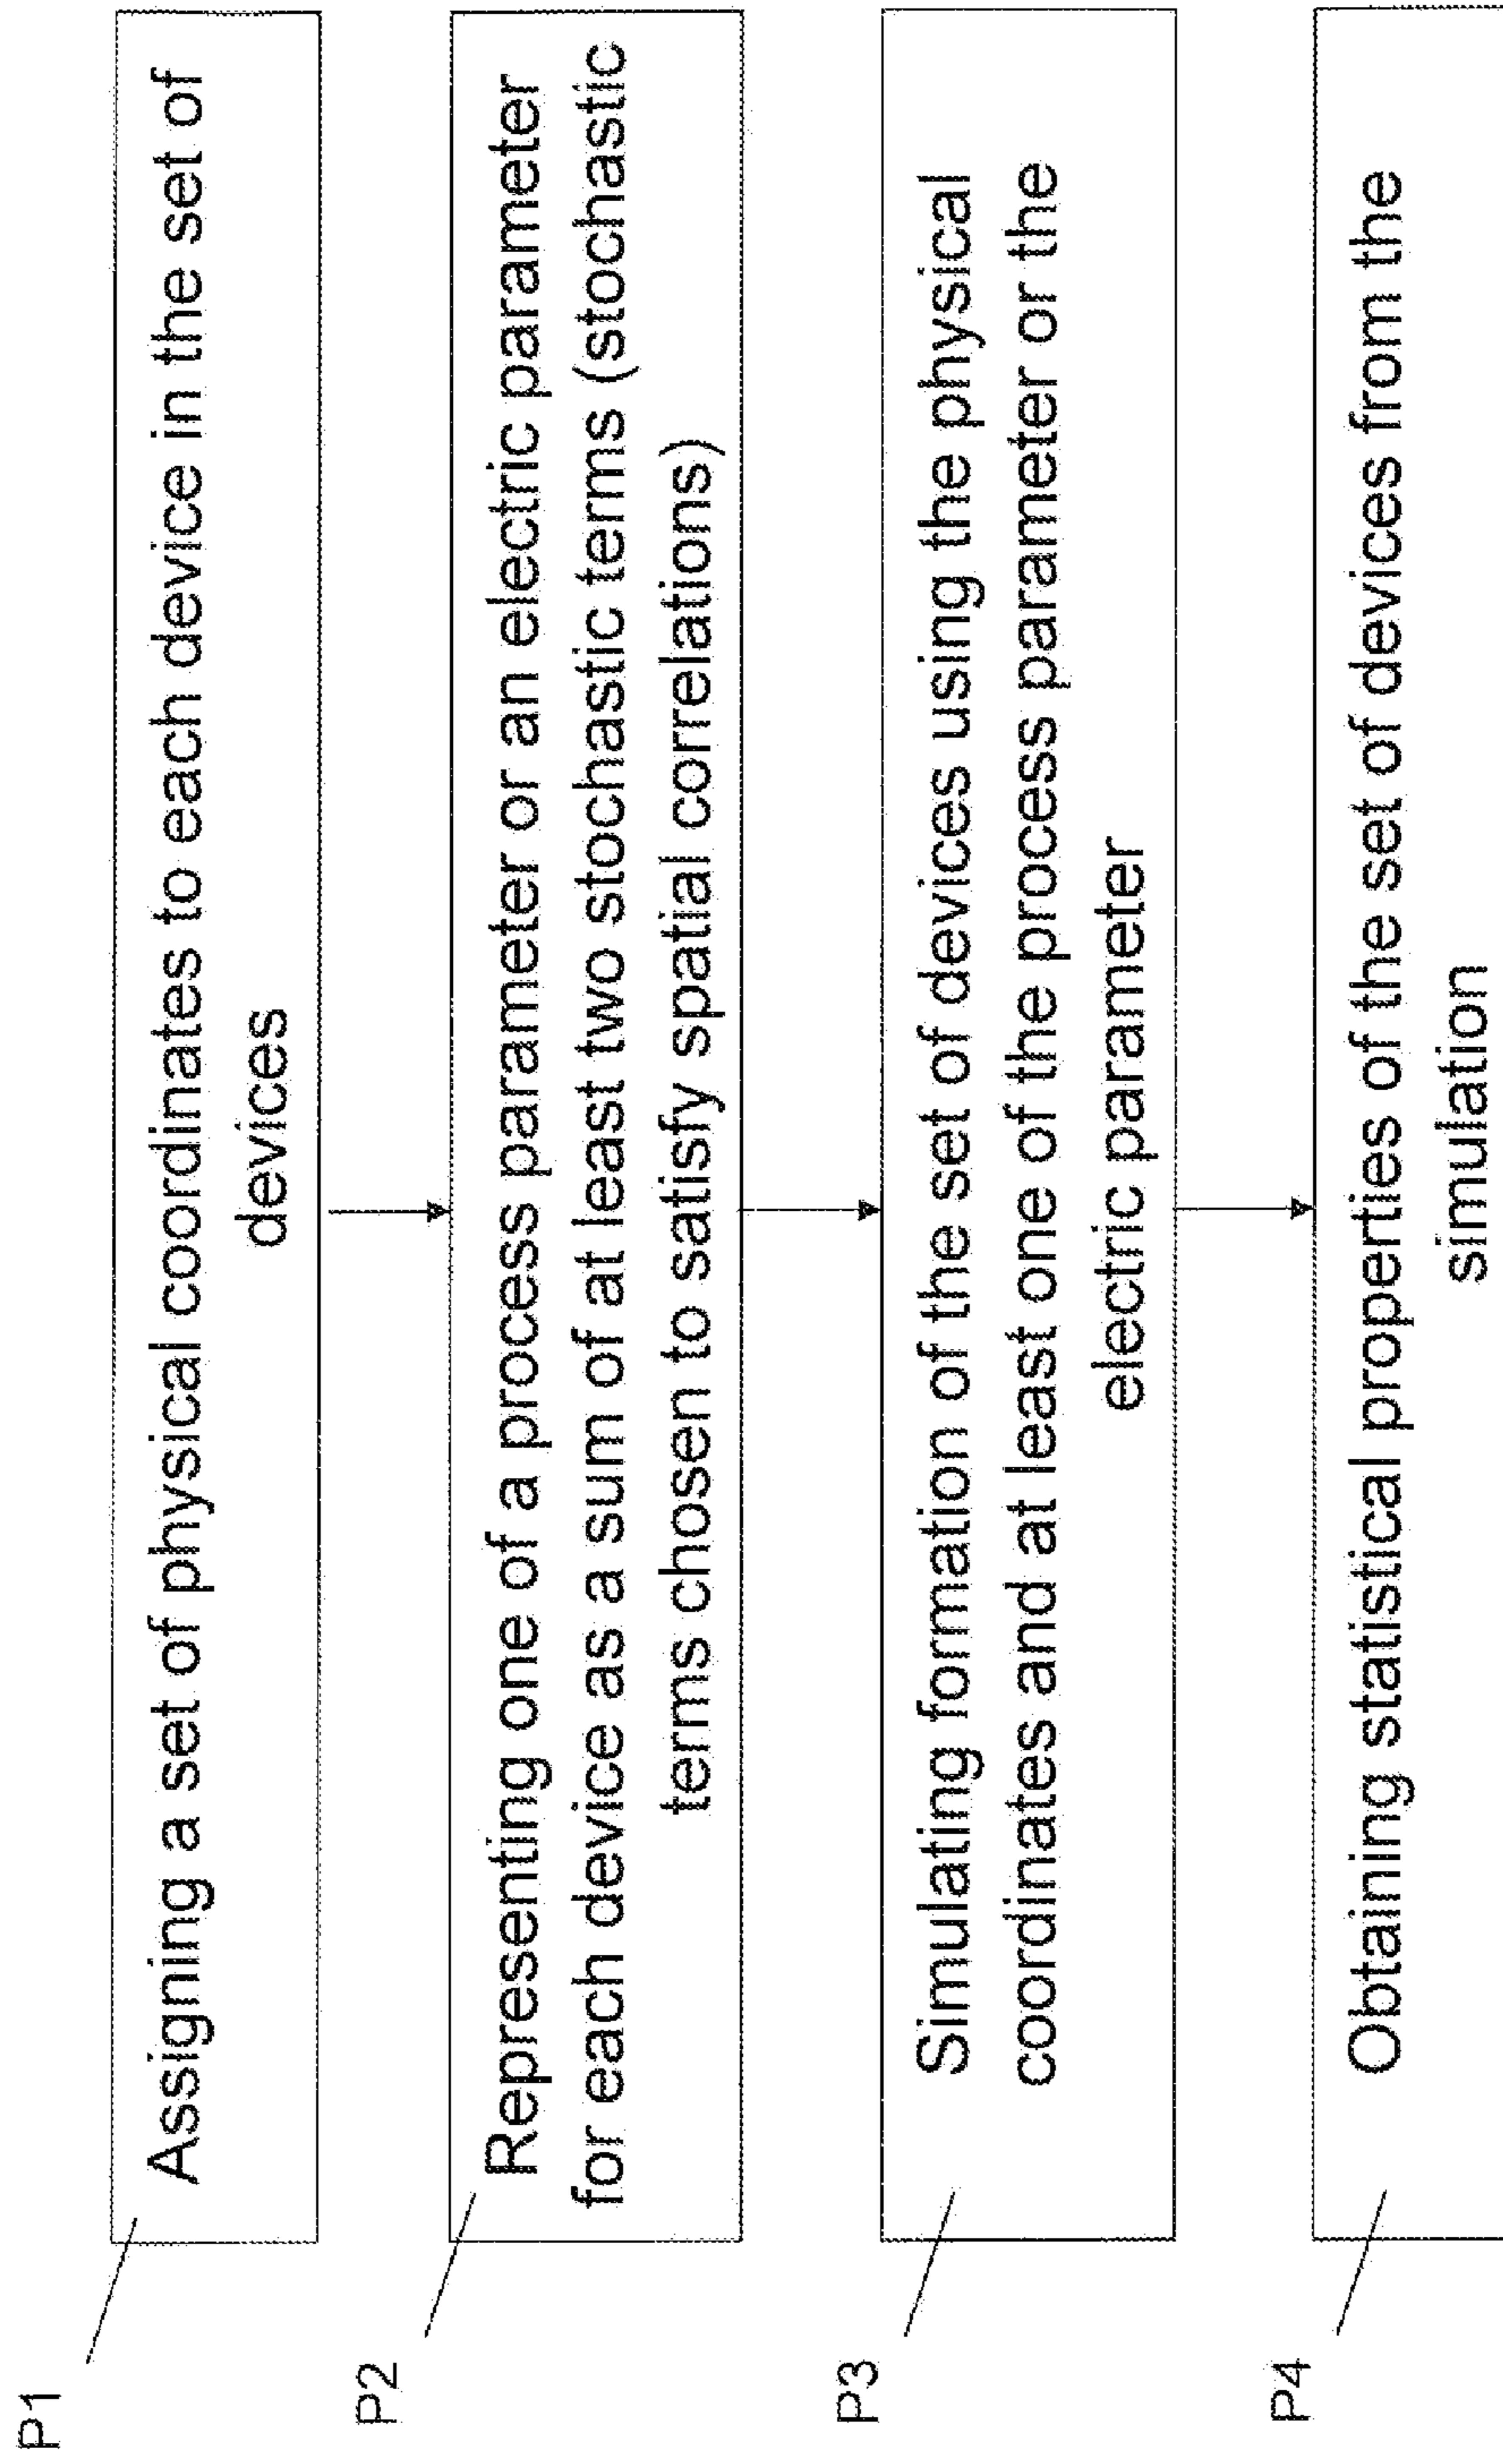 P1
Assigning a set of physical coordinates to each device in the set of
devices
P2
Representing one of a process parameter or an electric parameter
for each device as a sum of at least two stochastic terms (stochastic
terms chosen to satisfy spatial correlations)
P3
Simulating formation of the set of devices using the physical
coordinates and at least one of the process parameter or the
electric parameter
P4
Obtaining statistical properties of the set of devices from the
simulation